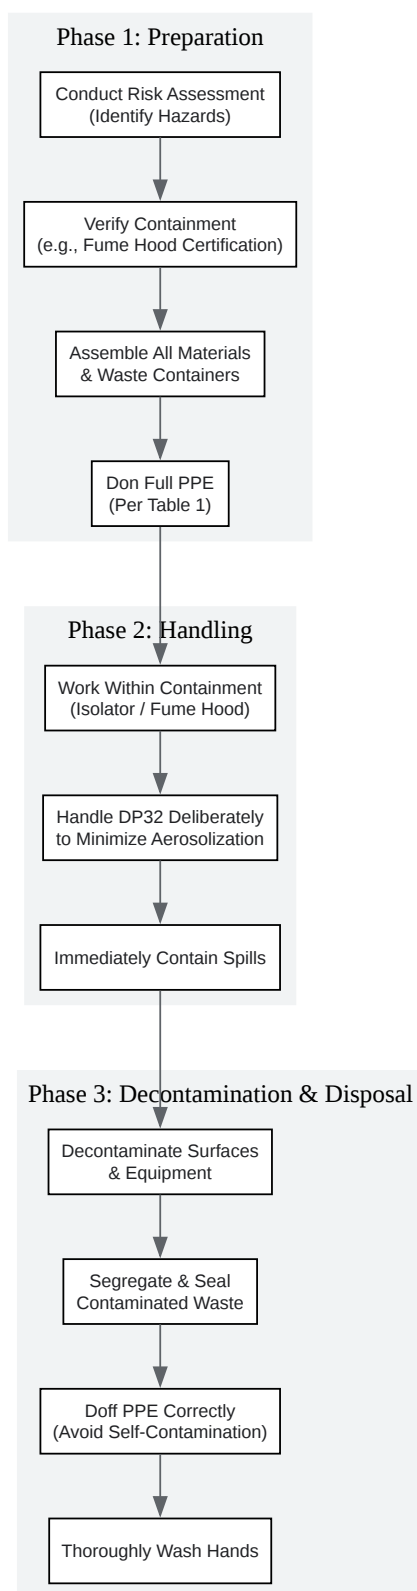 Phase 1: Preparation
Conduct Risk Assessment
(Identify Hazards)
Verify Containment
(e.g., Fume Hood Certification)
Assemble All Materials
& Waste Containers
Don Full PPE
(Per Table 1)
Phase 2: Handling
Work Within Containment
(Isolator / Fume Hood)
Handle DP32 Deliberately
to Minimize Aerosolization
Immediately Contain Spills
Phase 3: Decontamination & Disposal
Decontaminate Surfaces
& Equipment
Segregate & Seal
Contaminated Waste
Doff PPE Correctly
(Avoid Self-Contamination)
Thoroughly Wash Hands